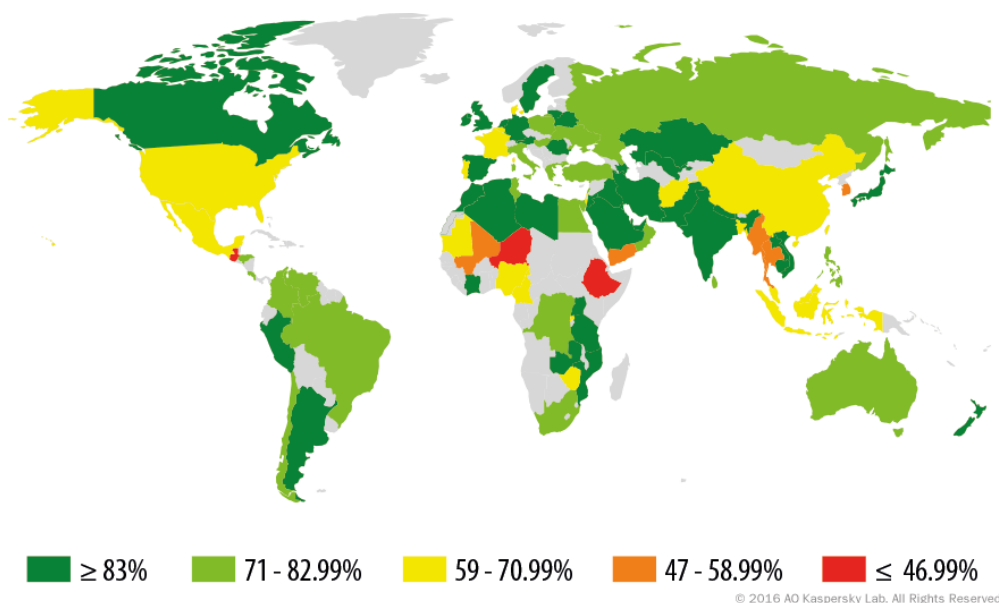 ≥ 83% 71 - 82.99% 59 - 70.99% 47 - 58.99% ≤ 46.99%
© 2016 AO Kaspersky Lab. All Rights Reserved